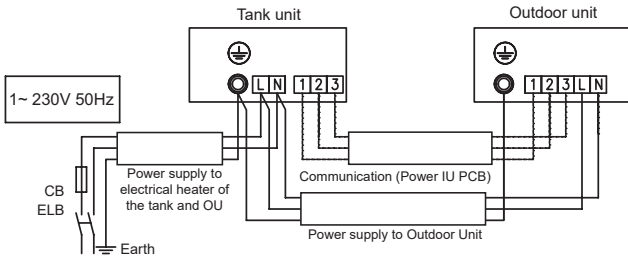 Tank unit
Outdoor unit
L N 1 2 3
1 2 3 L N
1~ 230V 50Hz
Power supply to
electrical heater of
the tank and OU
Communication (Power IU PCB)
CB
ELB
Power supply to Outdoor Unit
Earth